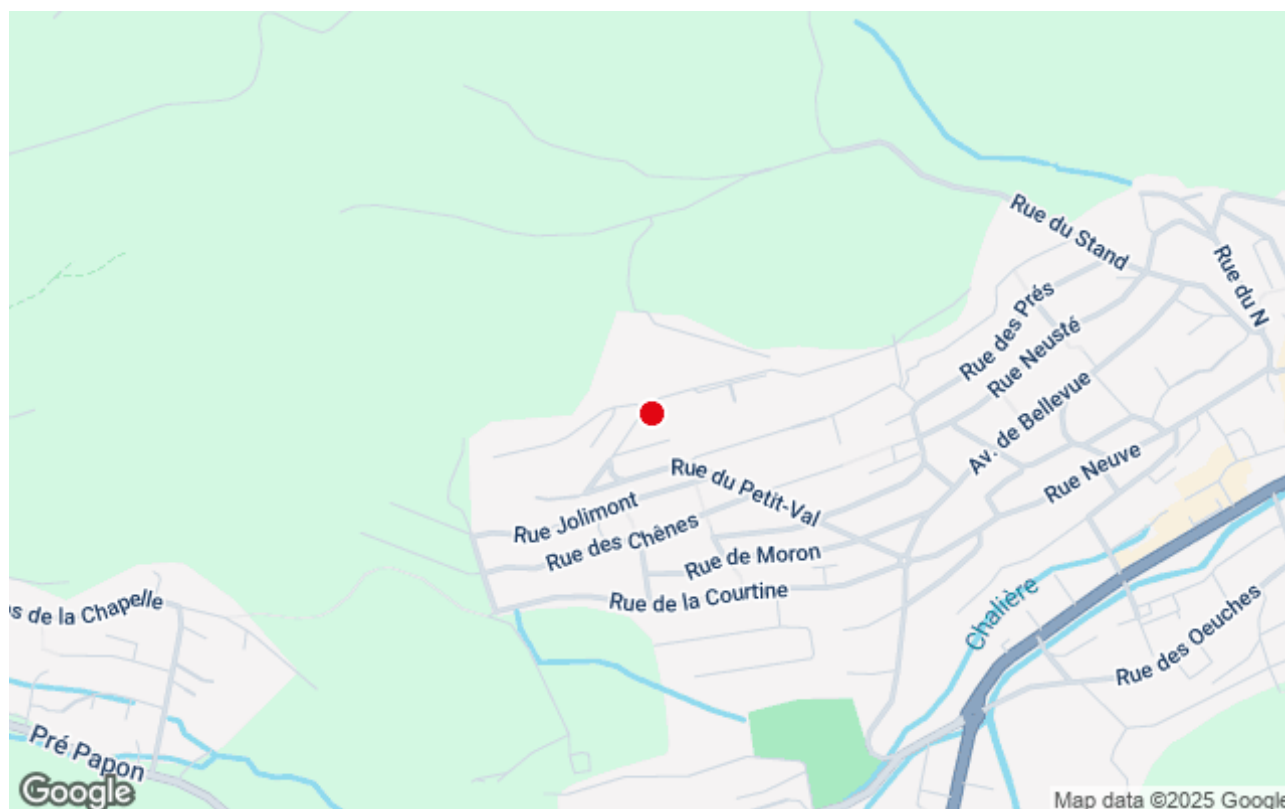 Rue du Stand
Rue du N
Rue des Prés
Rue Neusté
Av. de Bellevue
Rue Neuve
Rue du Petit-Val
Rue Jolimont
Rue des Chênes
Rue de Moron
Rue de la Courtine
Chalière
Rue des Oeuches
os de la Chapelle
Pré Papon
Google
Map data ©2025 Google